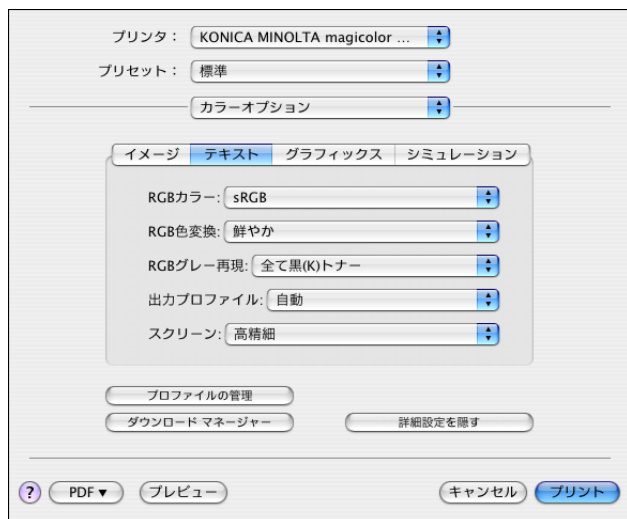 プリンタ： KONICA MINOLTA magicolor ...
プリセット： 標準
カラーオプション
イメージ テキスト グラフィックス シミュレーション
RGBカラー: sRGB
RGB色変換: 鮮やか
RGBグレー再現: 全て黒(K)トナー
出力プロファイル: 自動
スクリーン: 高精細
プロファイルの管理
ダウンロード マネージャー 詳細設定を隠す
? PDF▼ プレビュー キャンセル プリント